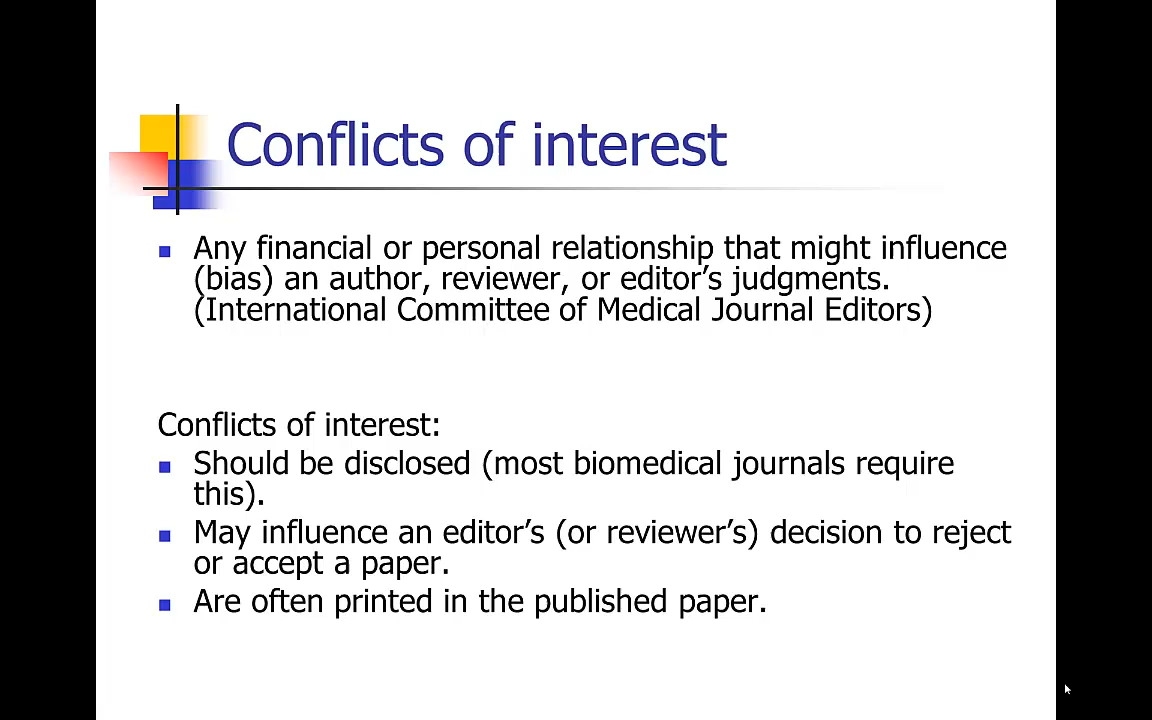 Conflicts of interest
Any financial or personal relationship that might influence
(bias) an author, reviewer, or editor’s judgments.
(International Committee of Medical Journal Editors)
Conflicts of interest:
Should be disclosed (most biomedical journals require
this).
May influence an editor’s (or reviewer’s) decision to reject
or accept a paper.
Are often printed in the published paper.